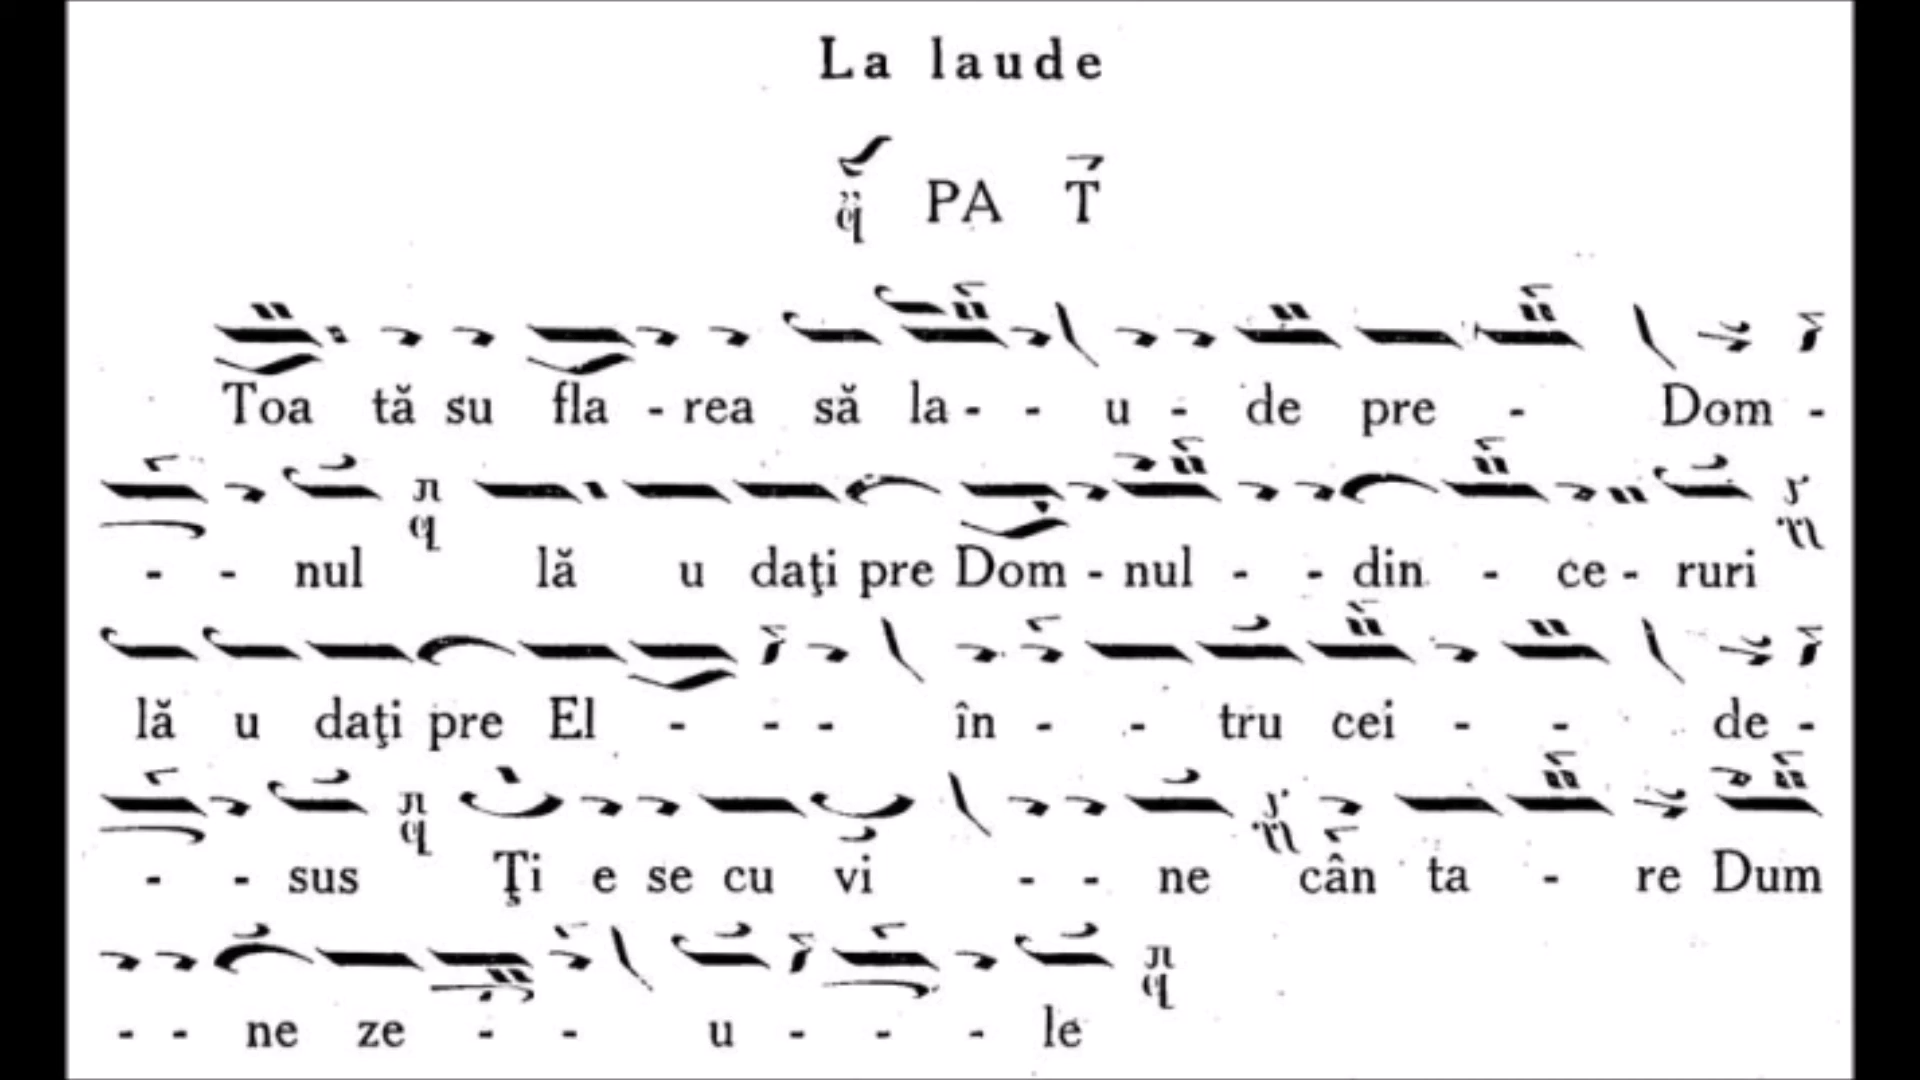 La laude
PA T
Toa tă su fla - rea să la - - u - de pre - Dom -
- - nul lă u daţi pre Dom - nul - - din - ce - ruri
lă u daţi pre El - - - în - - tru cei - - de -
- - sus Ţi e se cu vi - - ne cân ta - re Dum
- - ne ze - - u - - - le